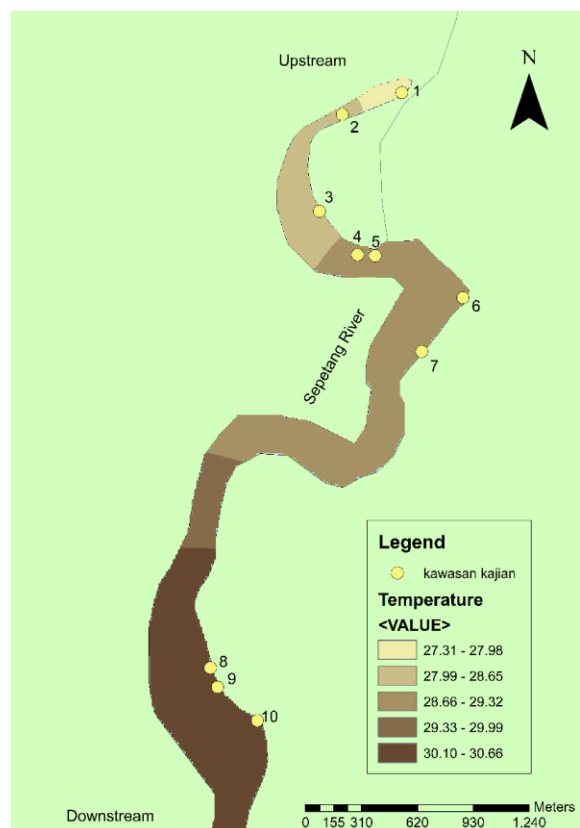 Upstream
N
1
2
3
4
5
6
7
Sepetang River
8
9
10
Legend
kawasan kajian
Temperature
<VALUE>
27.31 - 27.98
27.99 - 28.65
28.66 - 29.32
29.33 - 29.99
30.10 - 30.66
Downstream
Meters
0 155 310 620 930 1,240